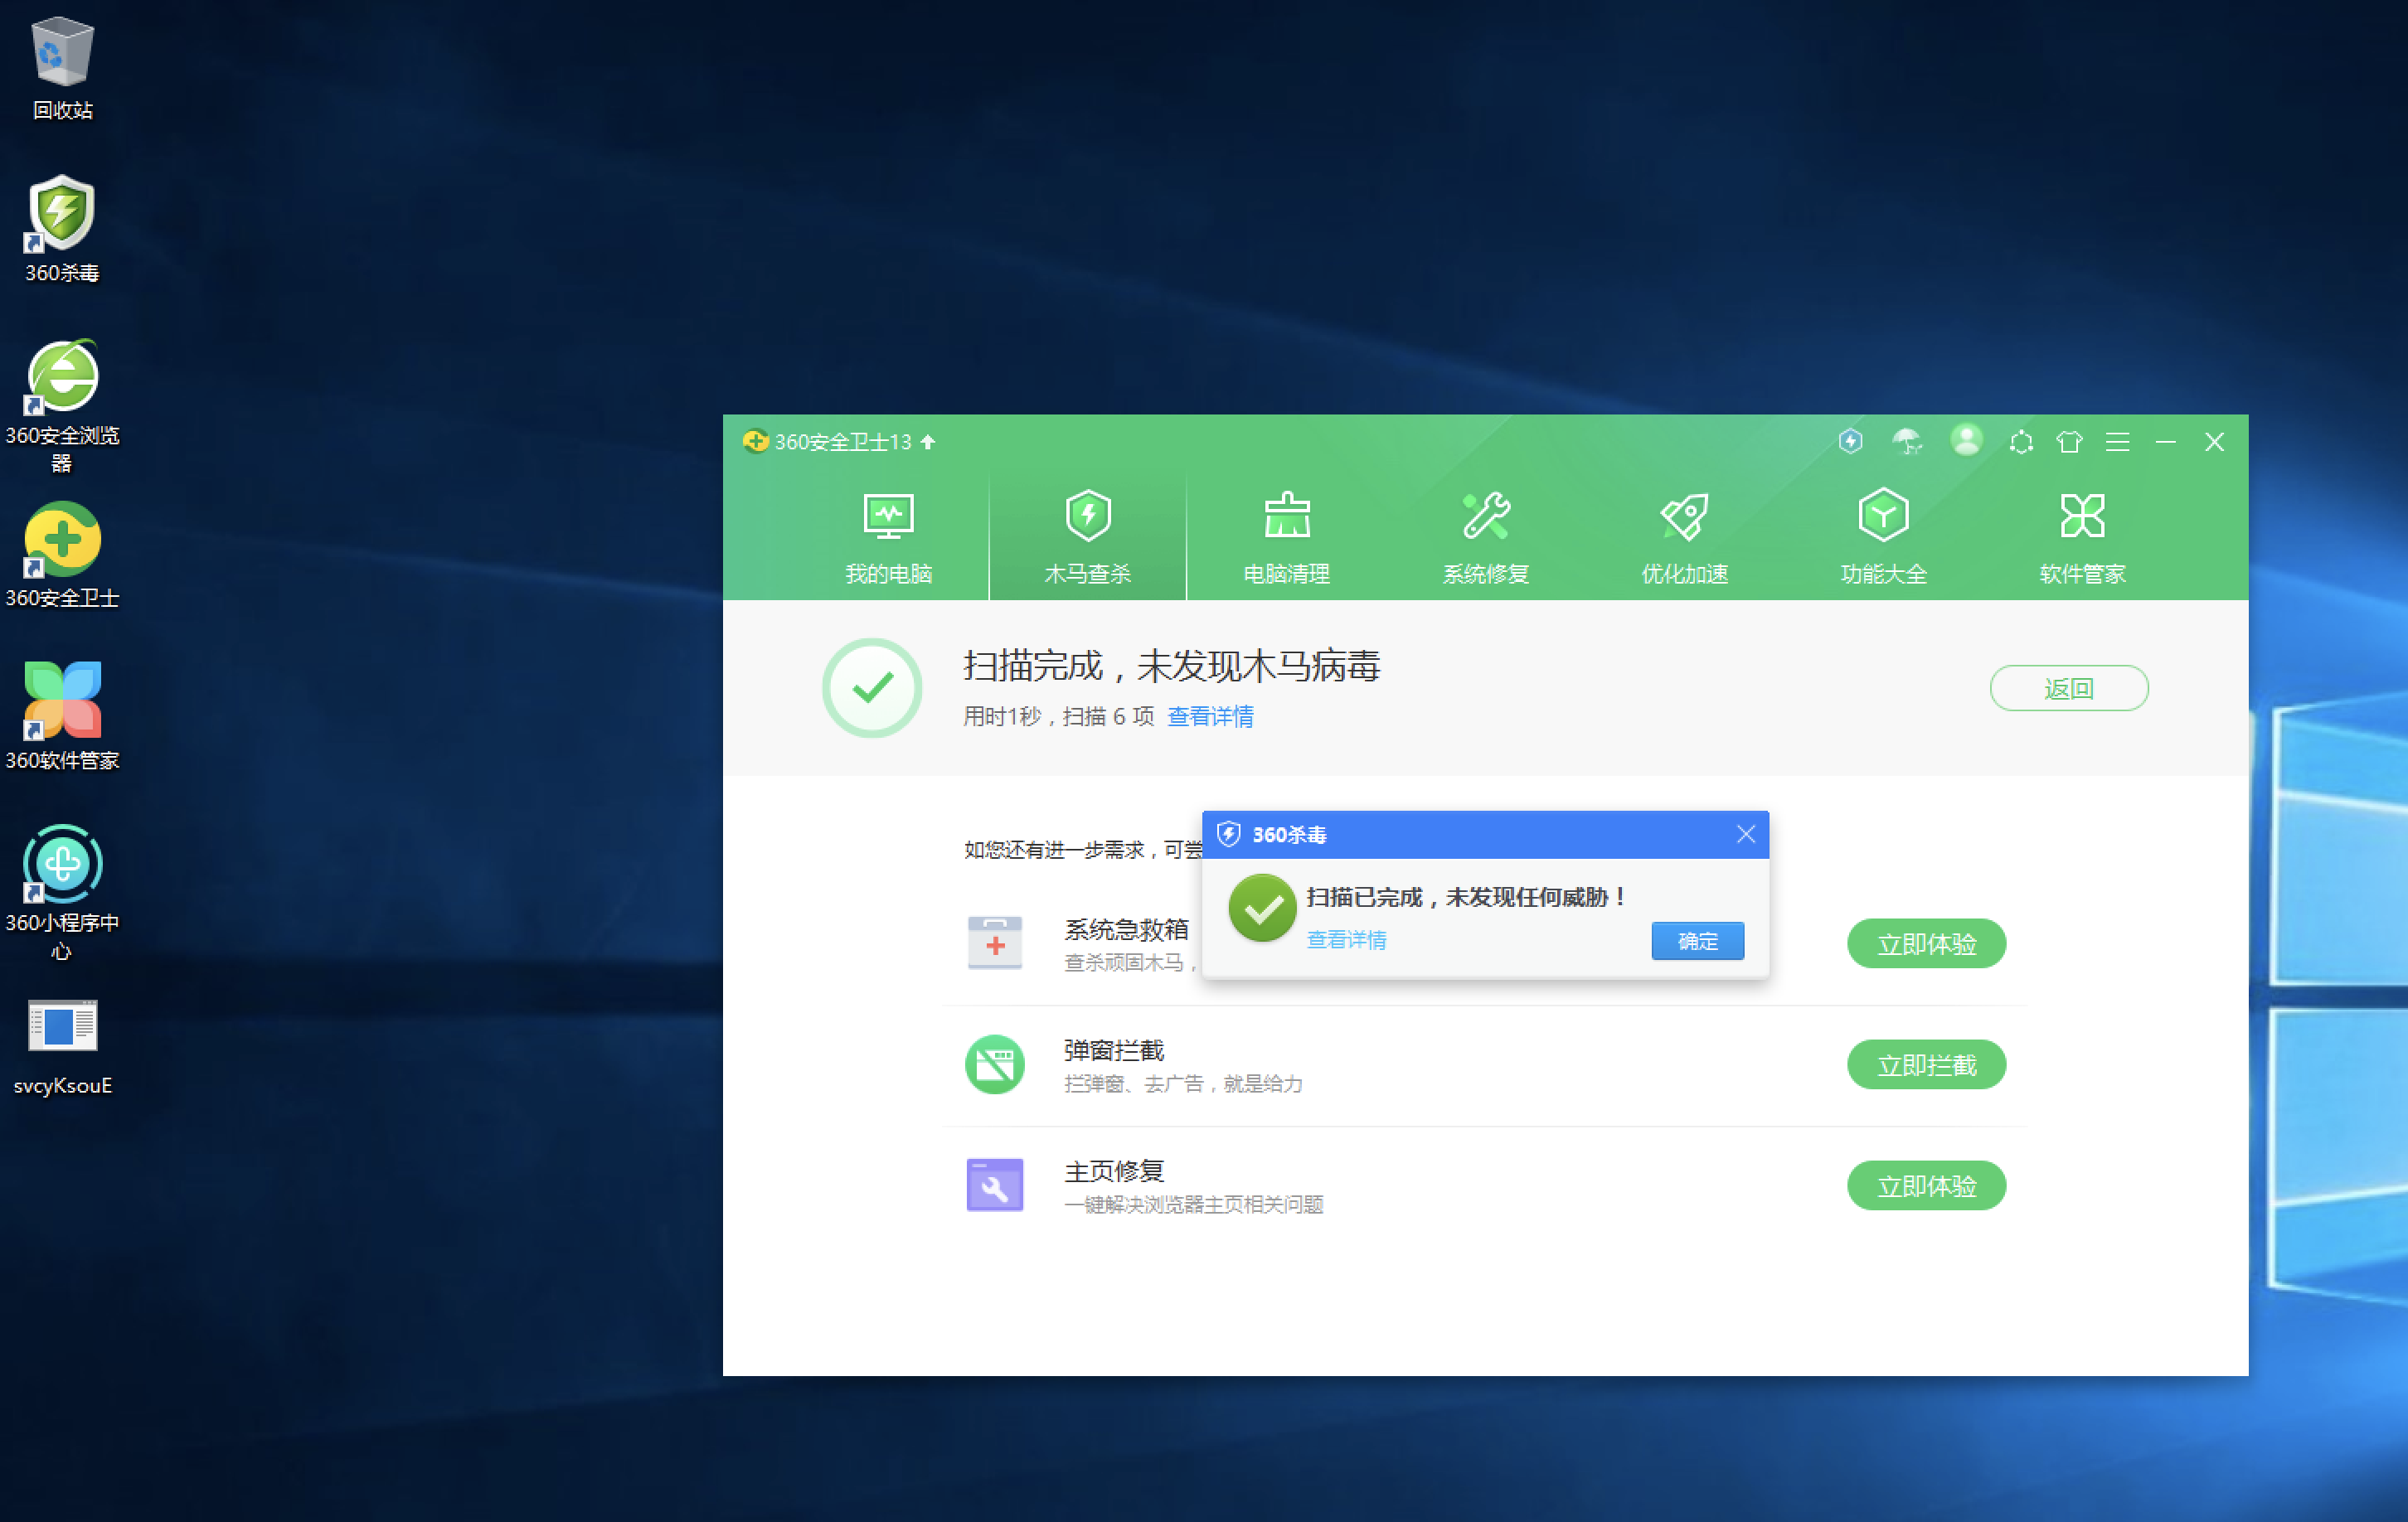 回收站
360杀毒
360安全浏览
器
360安全卫士
360软件管家
360小程序中
心
svcyKsouE
360安全卫士13
我的电脑
木马查杀
电脑清理
系统修复
优化加速
功能大全
软件管家
扫描完成，未发现木马病毒
用时1秒，扫描 6 项 查看详情
返回
如您还有进一步需求，可尝
360杀毒
扫描已完成，未发现任何威胁！
查看详情
确定
系统急救箱
查杀顽固木马，
立即体验
弹窗拦截
拦弹窗、去广告，就是给力
立即拦截
主页修复
一键解决浏览器主页相关问题
立即体验